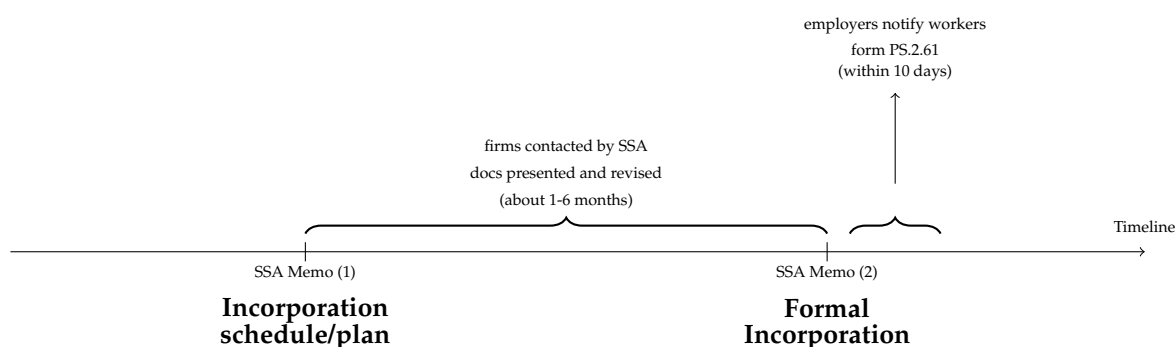 employers notify workers
form PS.2.61
(within 10 days)
firms contacted by SSA
docs presented and revised
(about 1-6 months)
Timeline
SSA Memo (1)
SSA Memo (2)
Incorporation
schedule/plan
Formal
Incorporation